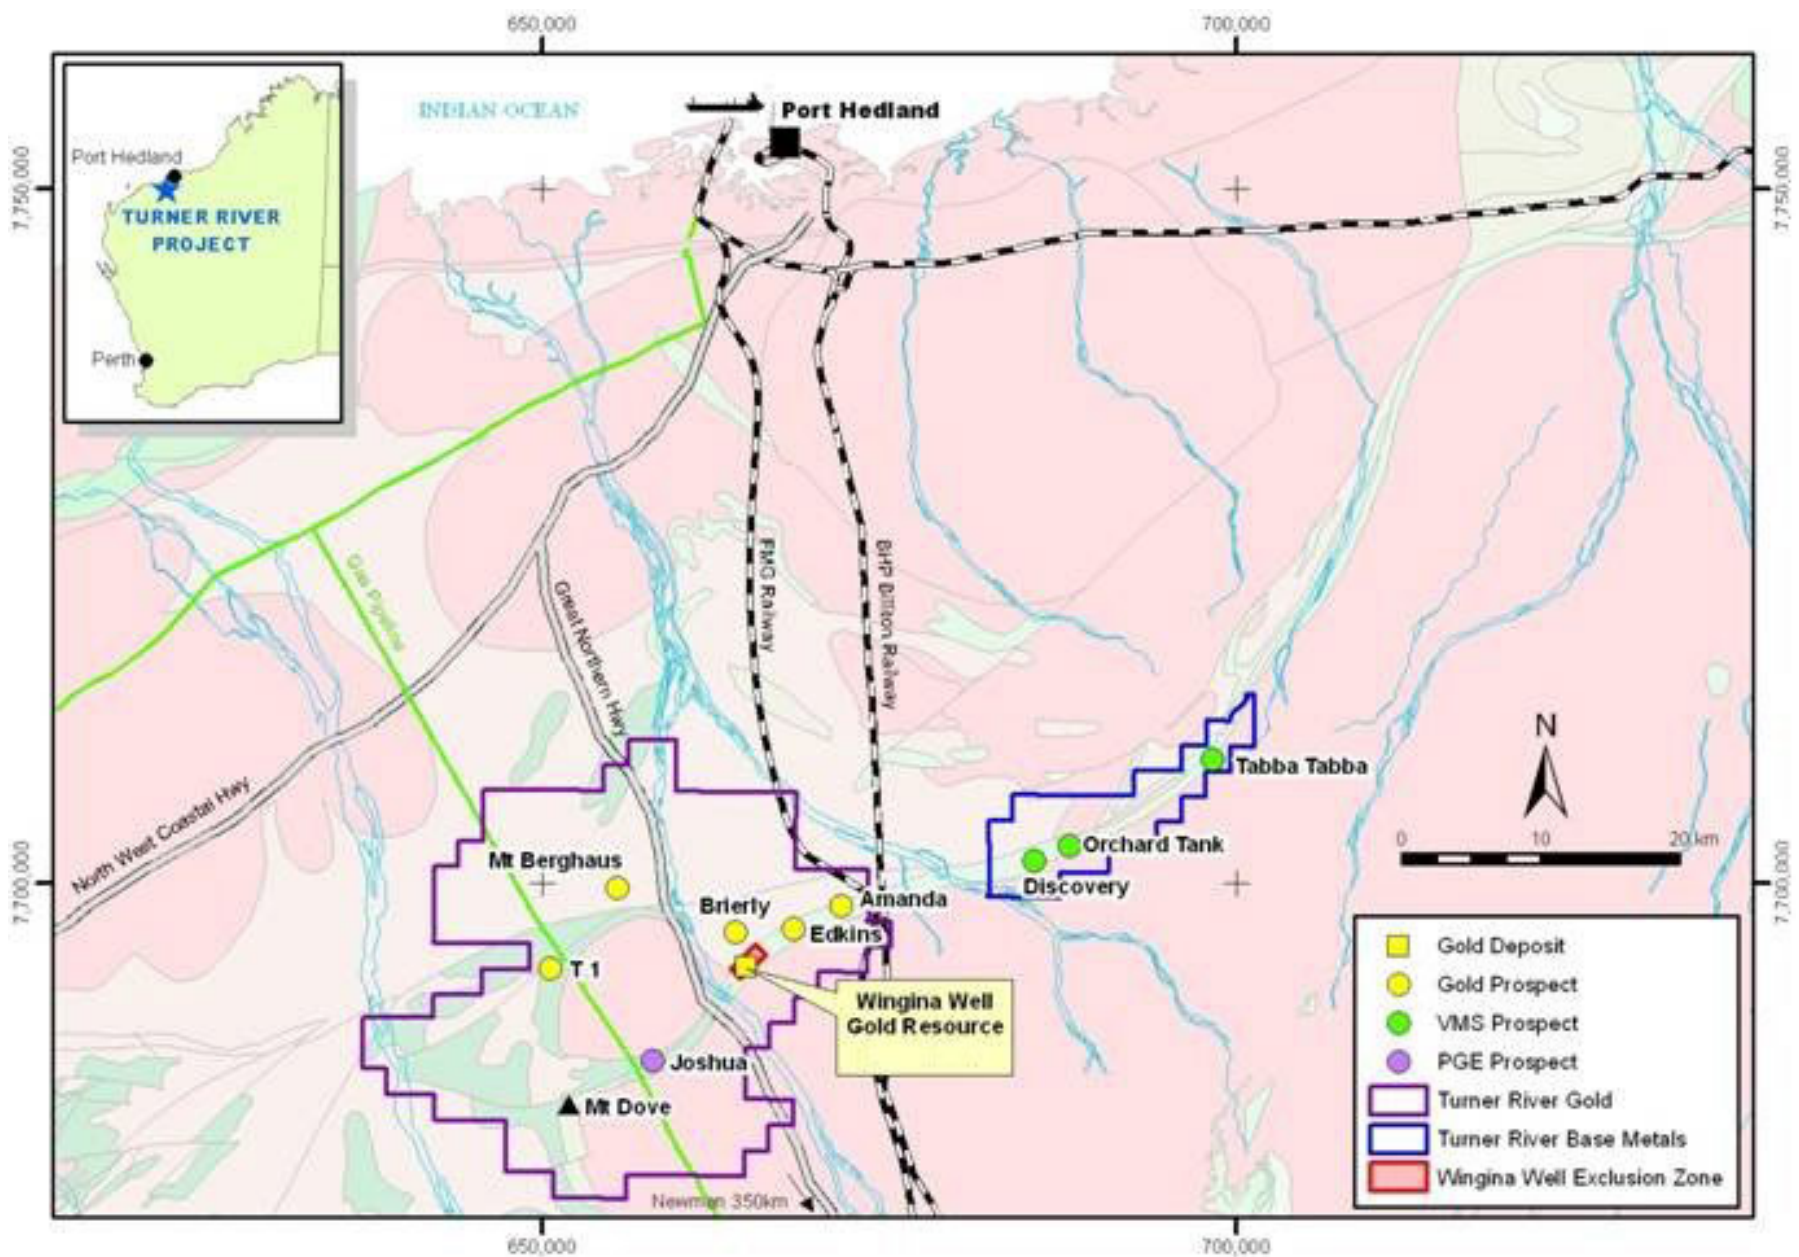 650,000
700,000
7,750,000
7,750,000
Port Hedland
TURNER RIVER
PROJECT
Perth
INDIAN OCEAN
Port Hedland
Gas Pipeline
FMG Railway
BHP Billiton Railway
Great Northern Hwy
North West Coastal Hwy
Tabba Tabba
N
0 10 20 km
Orchard Tank
Discovery
Mt Berghaus
7,700,000
7,700,000
Amanda
Brierly
Edkins
T 1
Wingina Well
Gold Resource
Joshua
Mt Dove
Newman 350km
Gold Deposit
Gold Prospect
VMS Prospect
PGE Prospect
Turner River Gold
Turner River Base Metals
Wingina Well Exclusion Zone
650,000
700,000